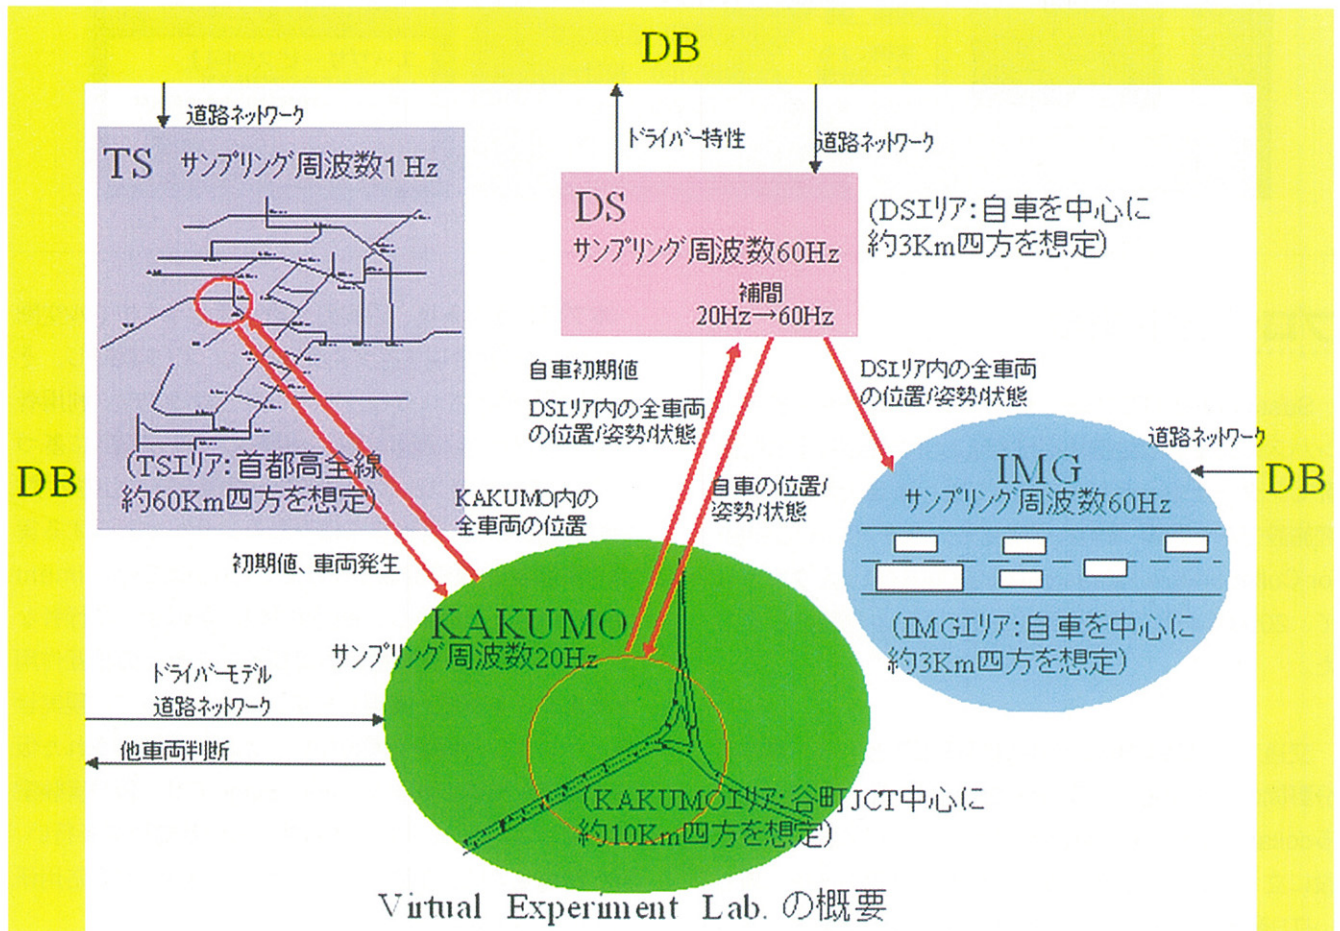 DB
道路ネットワーク
TS サンプリング周波数1Hz
(TSエリア:首都高全線
約60Km四方を想定)
ドライバー特性
道路ネットワーク
DS
サンプリング周波数60Hz
補間
20Hz→60Hz
(DSエリア:自車を中心に
約3Km四方を想定)
自車初期値
DSエリア内の全車両
の位置/姿勢/状態
DSエリア内の全車両
の位置/姿勢/状態
自車の位置/
姿勢/状態
KAKUMO内の
全車両の位置
初期値、車両発生
DB
道路ネットワーク
DB
IMG
サンプリング周波数60Hz
(IMGエリア:自車を中心に
約3Km四方を想定)
KAKUMO
サンプリング周波数20Hz
ドライバーモデル
道路ネットワーク
他車両判断
(KAKUMOエリア:谷町JCT中心に
約10Km四方を想定)
Virtual Experiment Lab. の概要